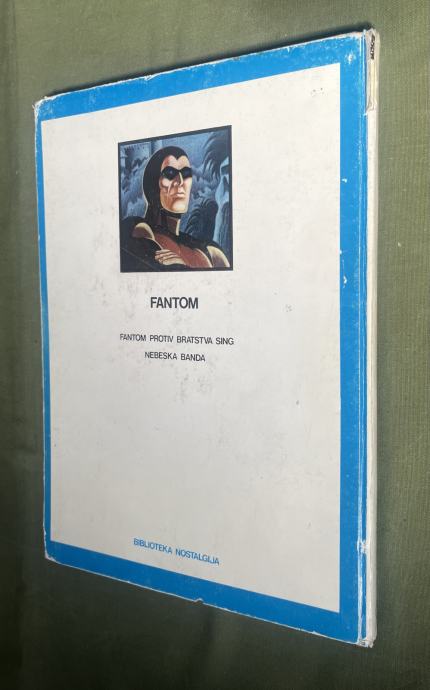 FANTOM
FANTOM PROTIV BRATSTVA SING
NEBESKA BANDA
BIBLIOTEKA NOSTALGIJA